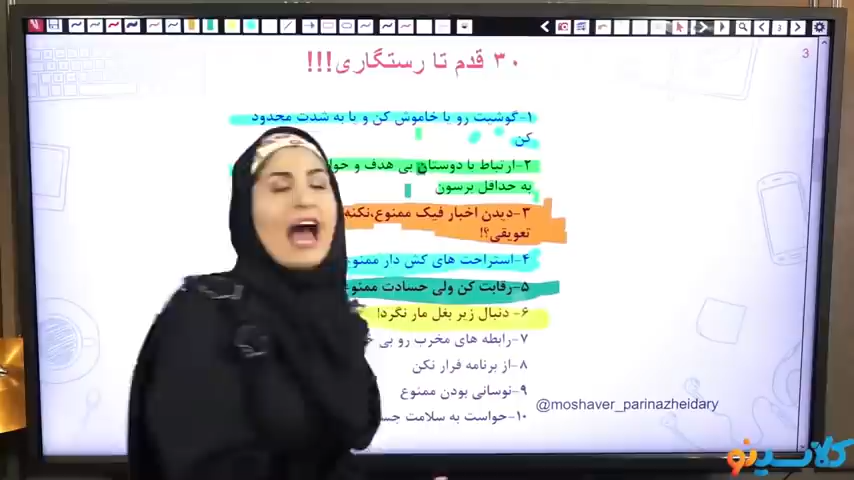 3
۳۰ قدم تا رستگاری!!!
۱-گوشیت رو یا خاموش کن و یا به شدت محدود
کن
۲-ارتباط با دوستان بی هدف و
به حداقل برسون
۳-دیدن اخبار فیک ممنوع،نکنه
تعویقی؟!
۴-استراحت های کش دار
۵-رقابت کن ولی حسادت ممنوع
۶- دنبال زیر بغل مار نگرد!
۷-رابطه های مخرب رو بی
۸-از برنامه فرار نکن
۹-نوسانی بودن ممنوع
۱۰-حواست به سلامت
@moshaver_parinazheidary
کلاسینو